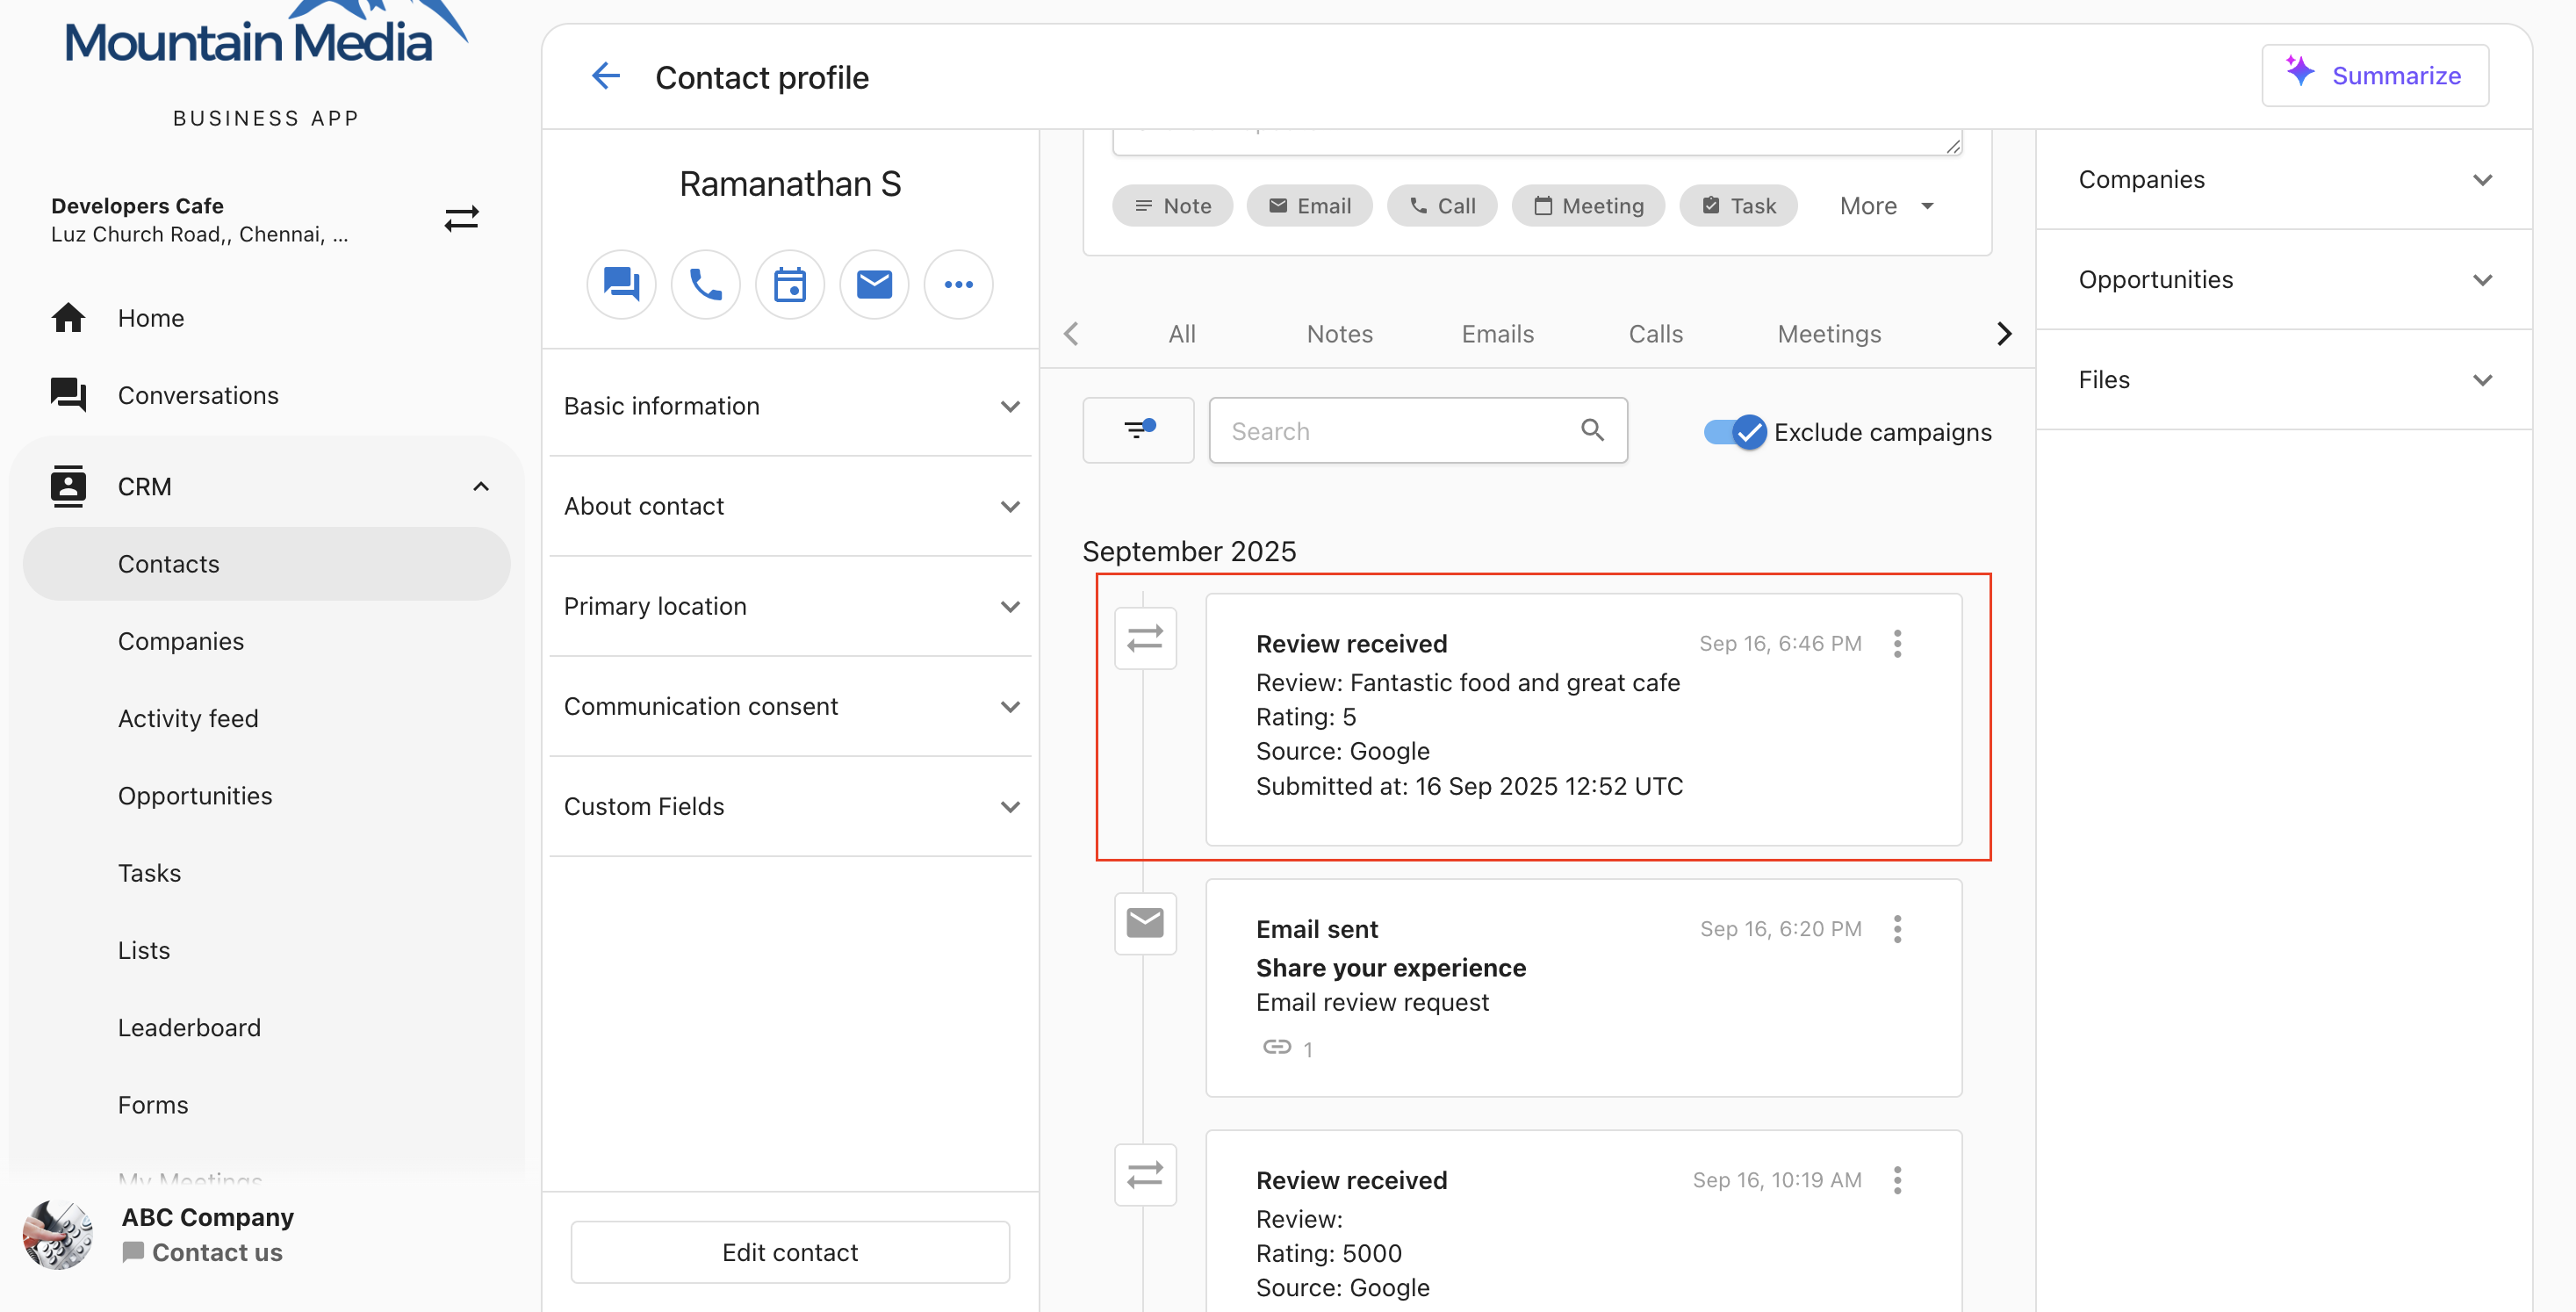 Mountain Media
BUSINESS APP
Developers Cafe
Luz Church Road,, Chennai, ...
Home
Conversations
CRM
Contacts
Companies
Activity feed
Opportunities
Tasks
Lists
Leaderboard
Forms
My Meetings
ABC Company
Contact us
Contact profile
Summarize
Ramanathan S
Basic information
About contact
Primary location
Communication consent
Custom Fields
Edit contact
Note Email Call Meeting Task More
All Notes Emails Calls Meetings
Search
Exclude campaigns
September 2025
Review received Sep 16, 6:46 PM
Review: Fantastic food and great cafe
Rating: 5
Source: Google
Submitted at: 16 Sep 2025 12:52 UTC
Email sent Sep 16, 6:20 PM
Share your experience
Email review request
1
Review received Sep 16, 10:19 AM
Review:
Rating: 5000
Source: Google
Companies
Opportunities
Files